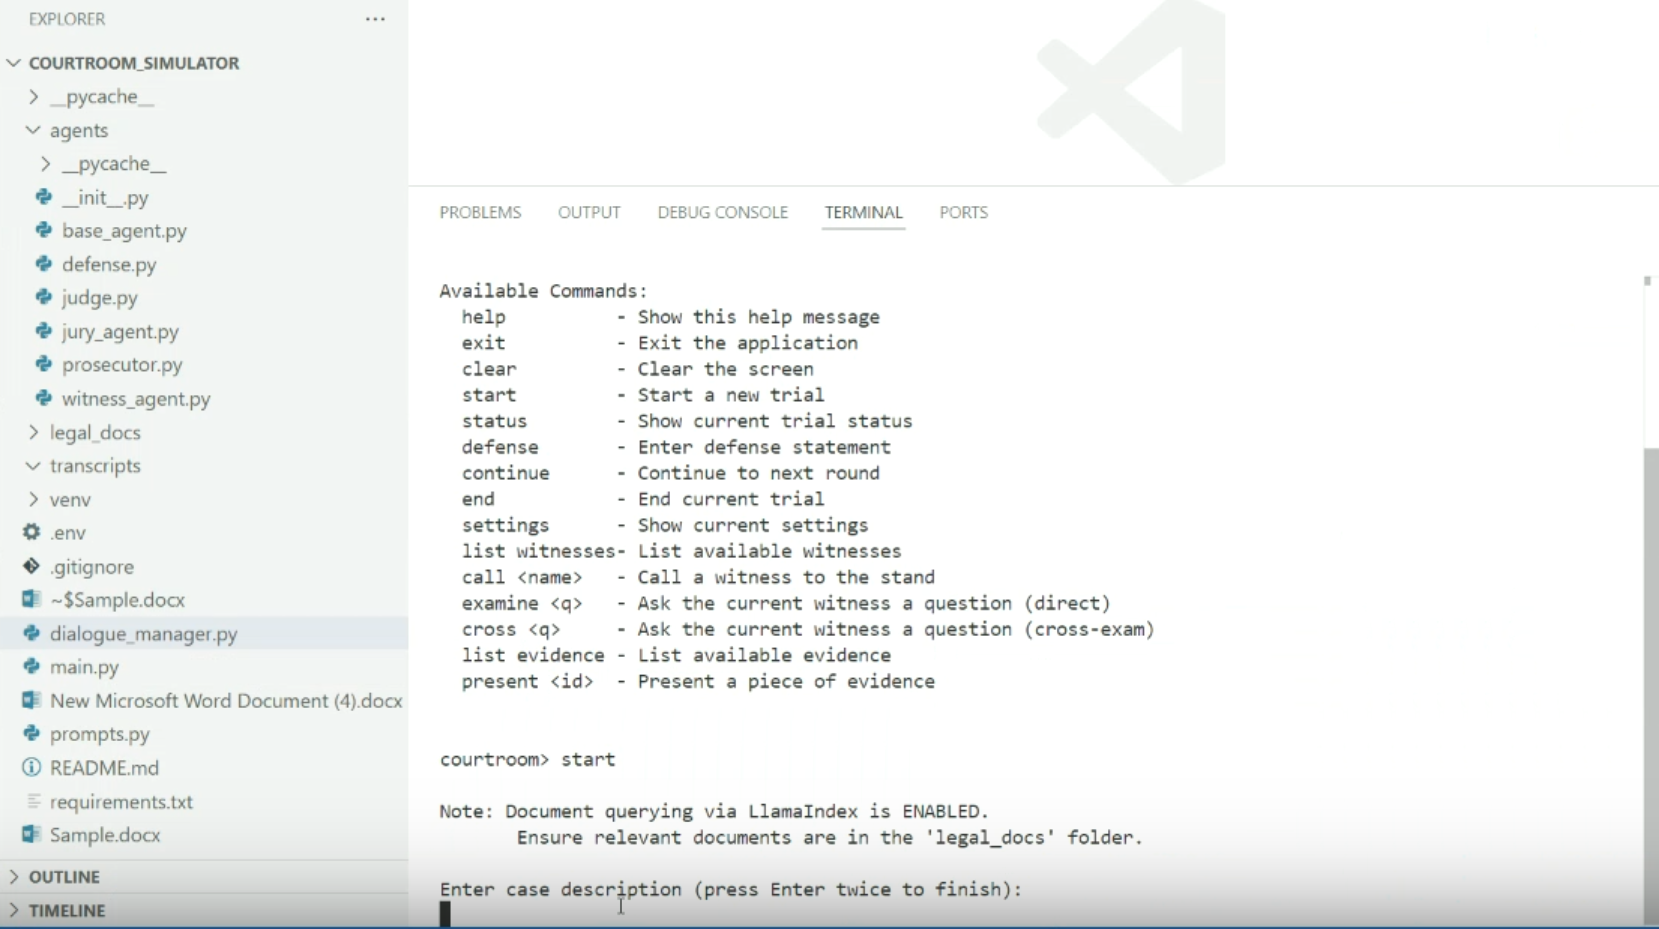 EXPLORER
...
COURTROOM_SIMULATOR
__pycache__
agents
__pycache__
__init__.py
base_agent.py
defense.py
judge.py
jury_agent.py
prosecutor.py
witness_agent.py
legal_docs
transcripts
venv
.env
.gitignore
~$Sample.docx
dialogue_manager.py
main.py
New Microsoft Word Document (4).docx
prompts.py
README.md
requirements.txt
Sample.docx
OUTLINE
TIMELINE
PROBLEMS OUTPUT DEBUG CONSOLE TERMINAL PORTS
Available Commands:
help - Show this help message
exit - Exit the application
clear - Clear the screen
start - Start a new trial
status - Show current trial status
defense - Enter defense statement
continue - Continue to next round
end - End current trial
settings - Show current settings
list witnesses- List available witnesses
call <name> - Call a witness to the stand
examine <q> - Ask the current witness a question (direct)
cross <q> - Ask the current witness a question (cross-exam)
list evidence - List available evidence
present <id> - Present a piece of evidence
courtroom> start
Note: Document querying via LlamaIndex is ENABLED.
Ensure relevant documents are in the 'legal_docs' folder.
Enter case description (press Enter twice to finish):